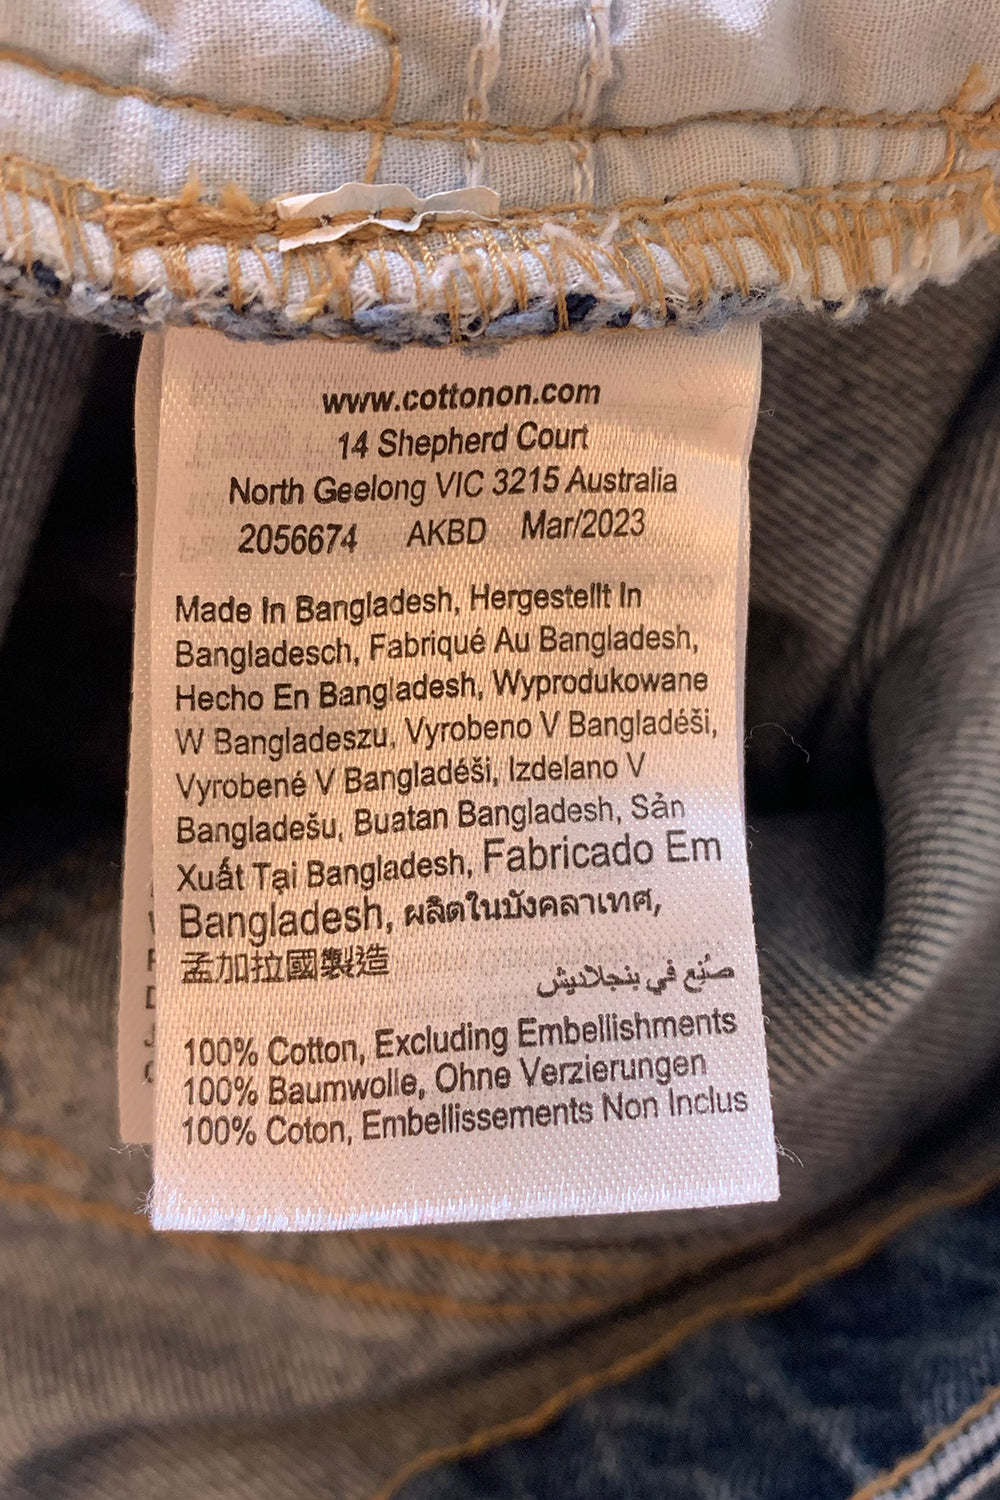 www.cottonon.com
14 Shepherd Court
North Geelong VIC 3215 Australia
2056674 AKBD Mar/2023
Made In Bangladesh, Hergestellt In
Bangladesch, Fabriqué Au Bangladesh,
Hecho En Bangladesh, Wyprodukowane
W Bangladeszu, Vyrobeno V Bangladéši,
Vyrobené V Bangladéši, Izdelano V
Bangladešu, Buatan Bangladesh, Sản
Xuất Tại Bangladesh, Fabricado Em
Bangladesh, ผลิตในบังคลาเทศ,
孟加拉國製造
صُنع في بنجلاديش
100% Cotton, Excluding Embellishments
100% Baumwolle, Ohne Verzierungen
100% Coton, Embellissements Non Inclus